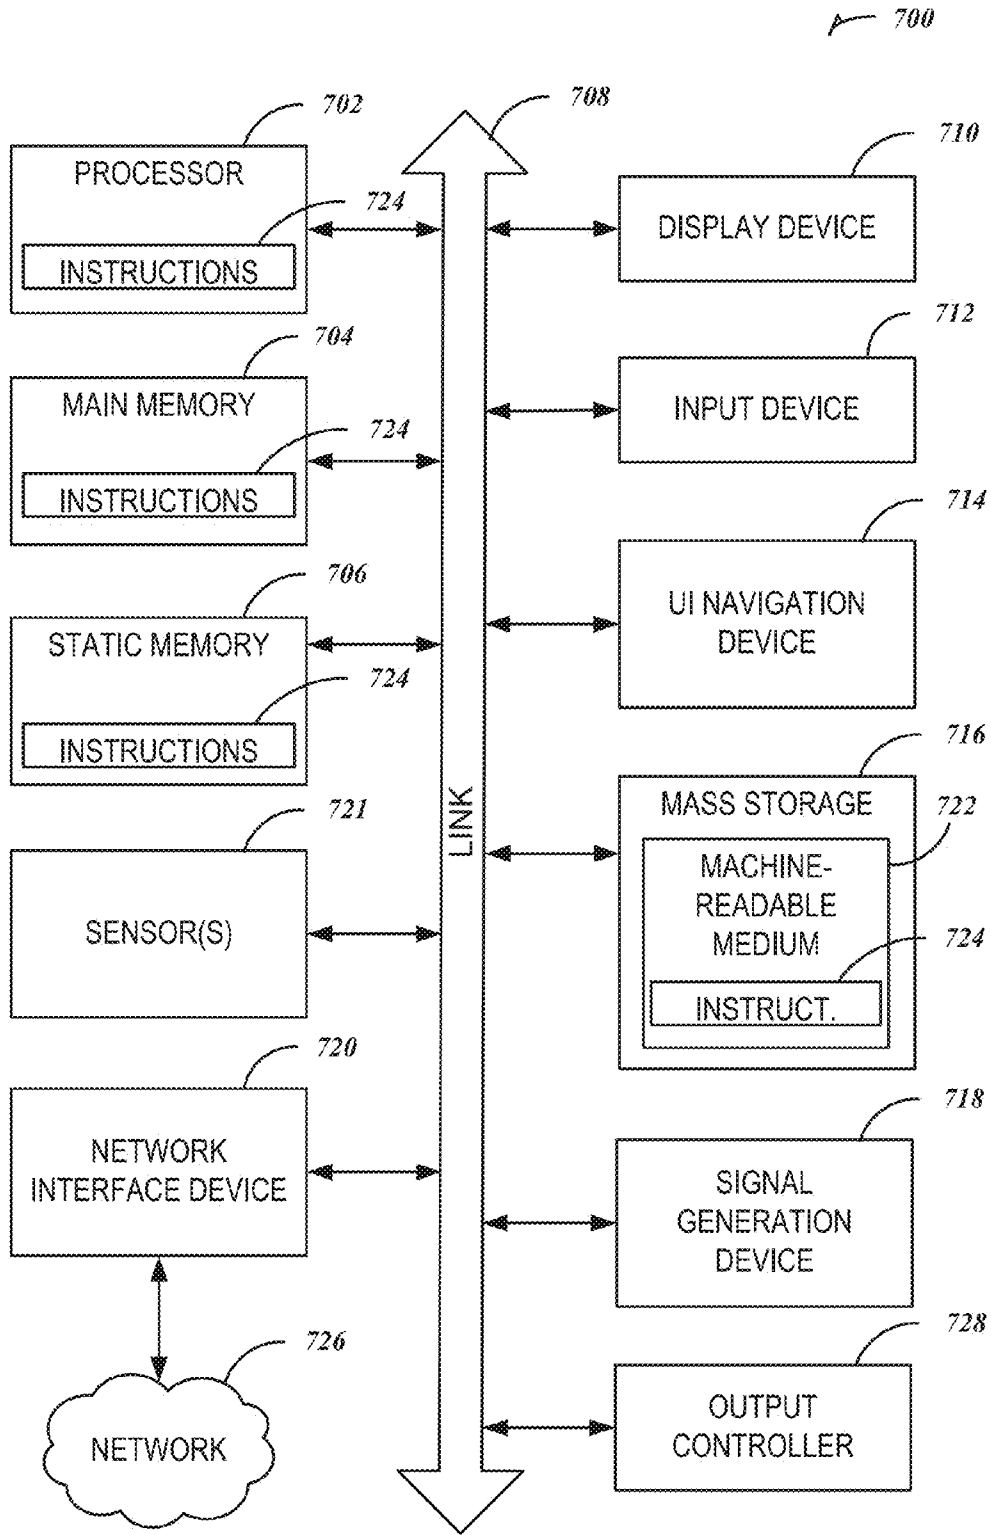 700
702
PROCESSOR
724
INSTRUCTIONS
704
MAIN MEMORY
724
INSTRUCTIONS
706
STATIC MEMORY
724
INSTRUCTIONS
721
SENSOR(S)
720
NETWORK
INTERFACE DEVICE
726
NETWORK
708
LINK
710
DISPLAY DEVICE
712
INPUT DEVICE
714
UI NAVIGATION
DEVICE
716
MASS STORAGE
722
MACHINE-
READABLE
MEDIUM
724
INSTRUCT.
718
SIGNAL
GENERATION
DEVICE
728
OUTPUT
CONTROLLER